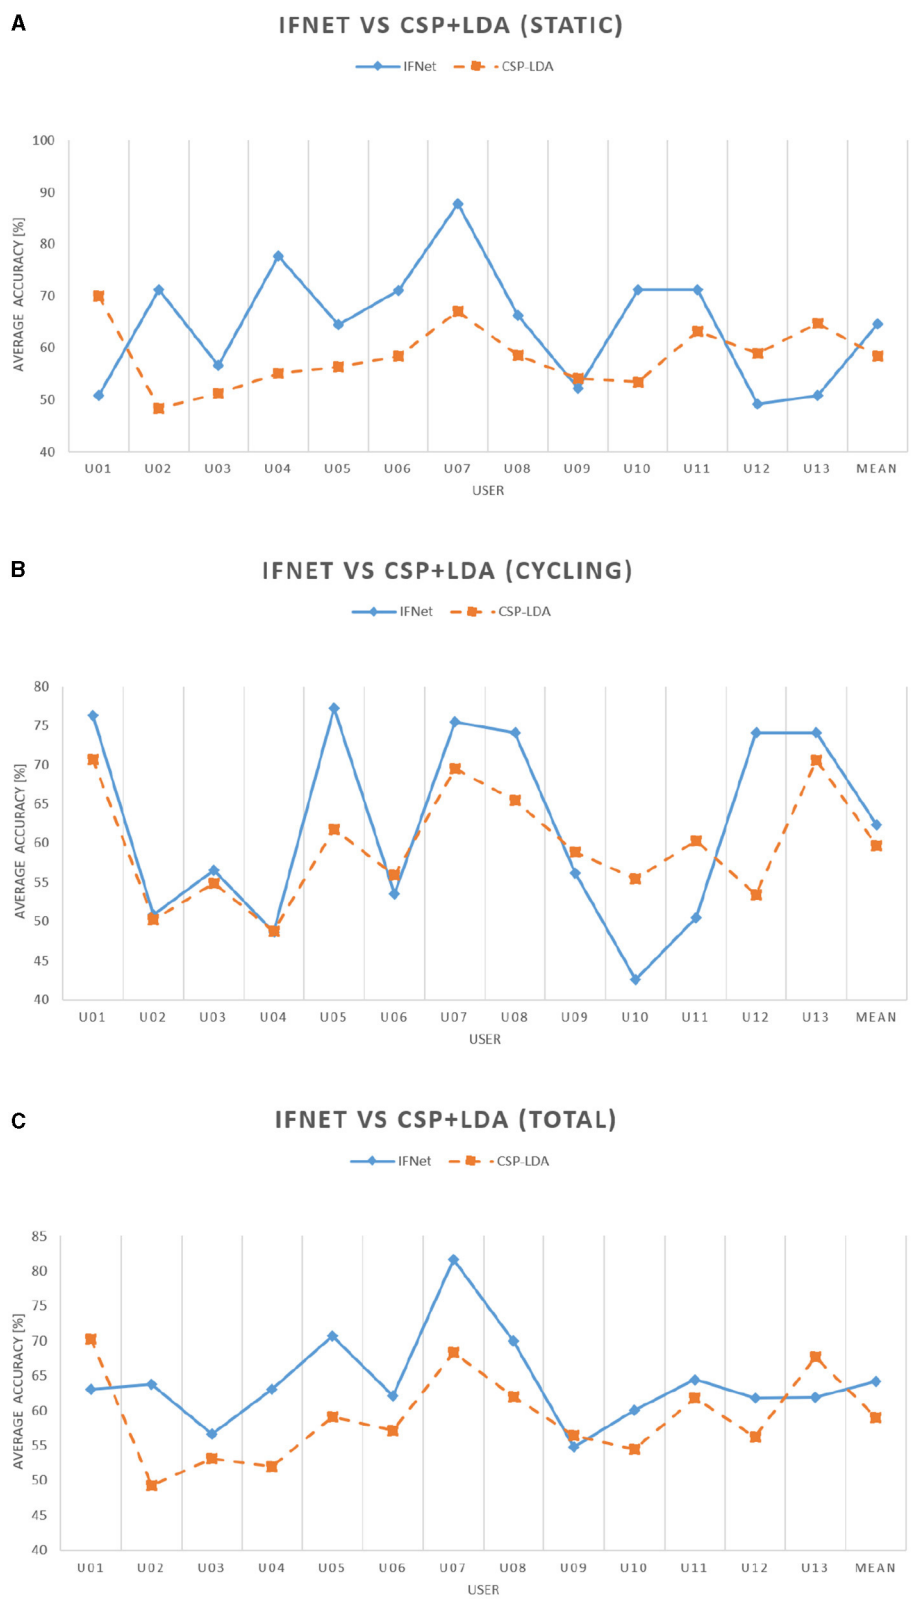 A
IFNET VS CSP+LDA (STATIC)
IFNet CSP-LDA
AVERAGE ACCURACY [%]
100
90
80
70
60
50
40
U01 U02 U03 U04 U05 U06 U07 U08 U09 U10 U11 U12 U13 MEAN
USER
B
IFNET VS CSP+LDA (CYCLING)
IFNet CSP-LDA
AVERAGE ACCURACY [%]
80
75
70
65
60
55
50
45
40
U01 U02 U03 U04 U05 U06 U07 U08 U09 U10 U11 U12 U13 MEAN
USER
C
IFNET VS CSP+LDA (TOTAL)
IFNet CSP-LDA
AVERAGE ACCURACY [%]
85
80
75
70
65
60
55
50
45
40
U01 U02 U03 U04 U05 U06 U07 U08 U09 U10 U11 U12 U13 MEAN
USER